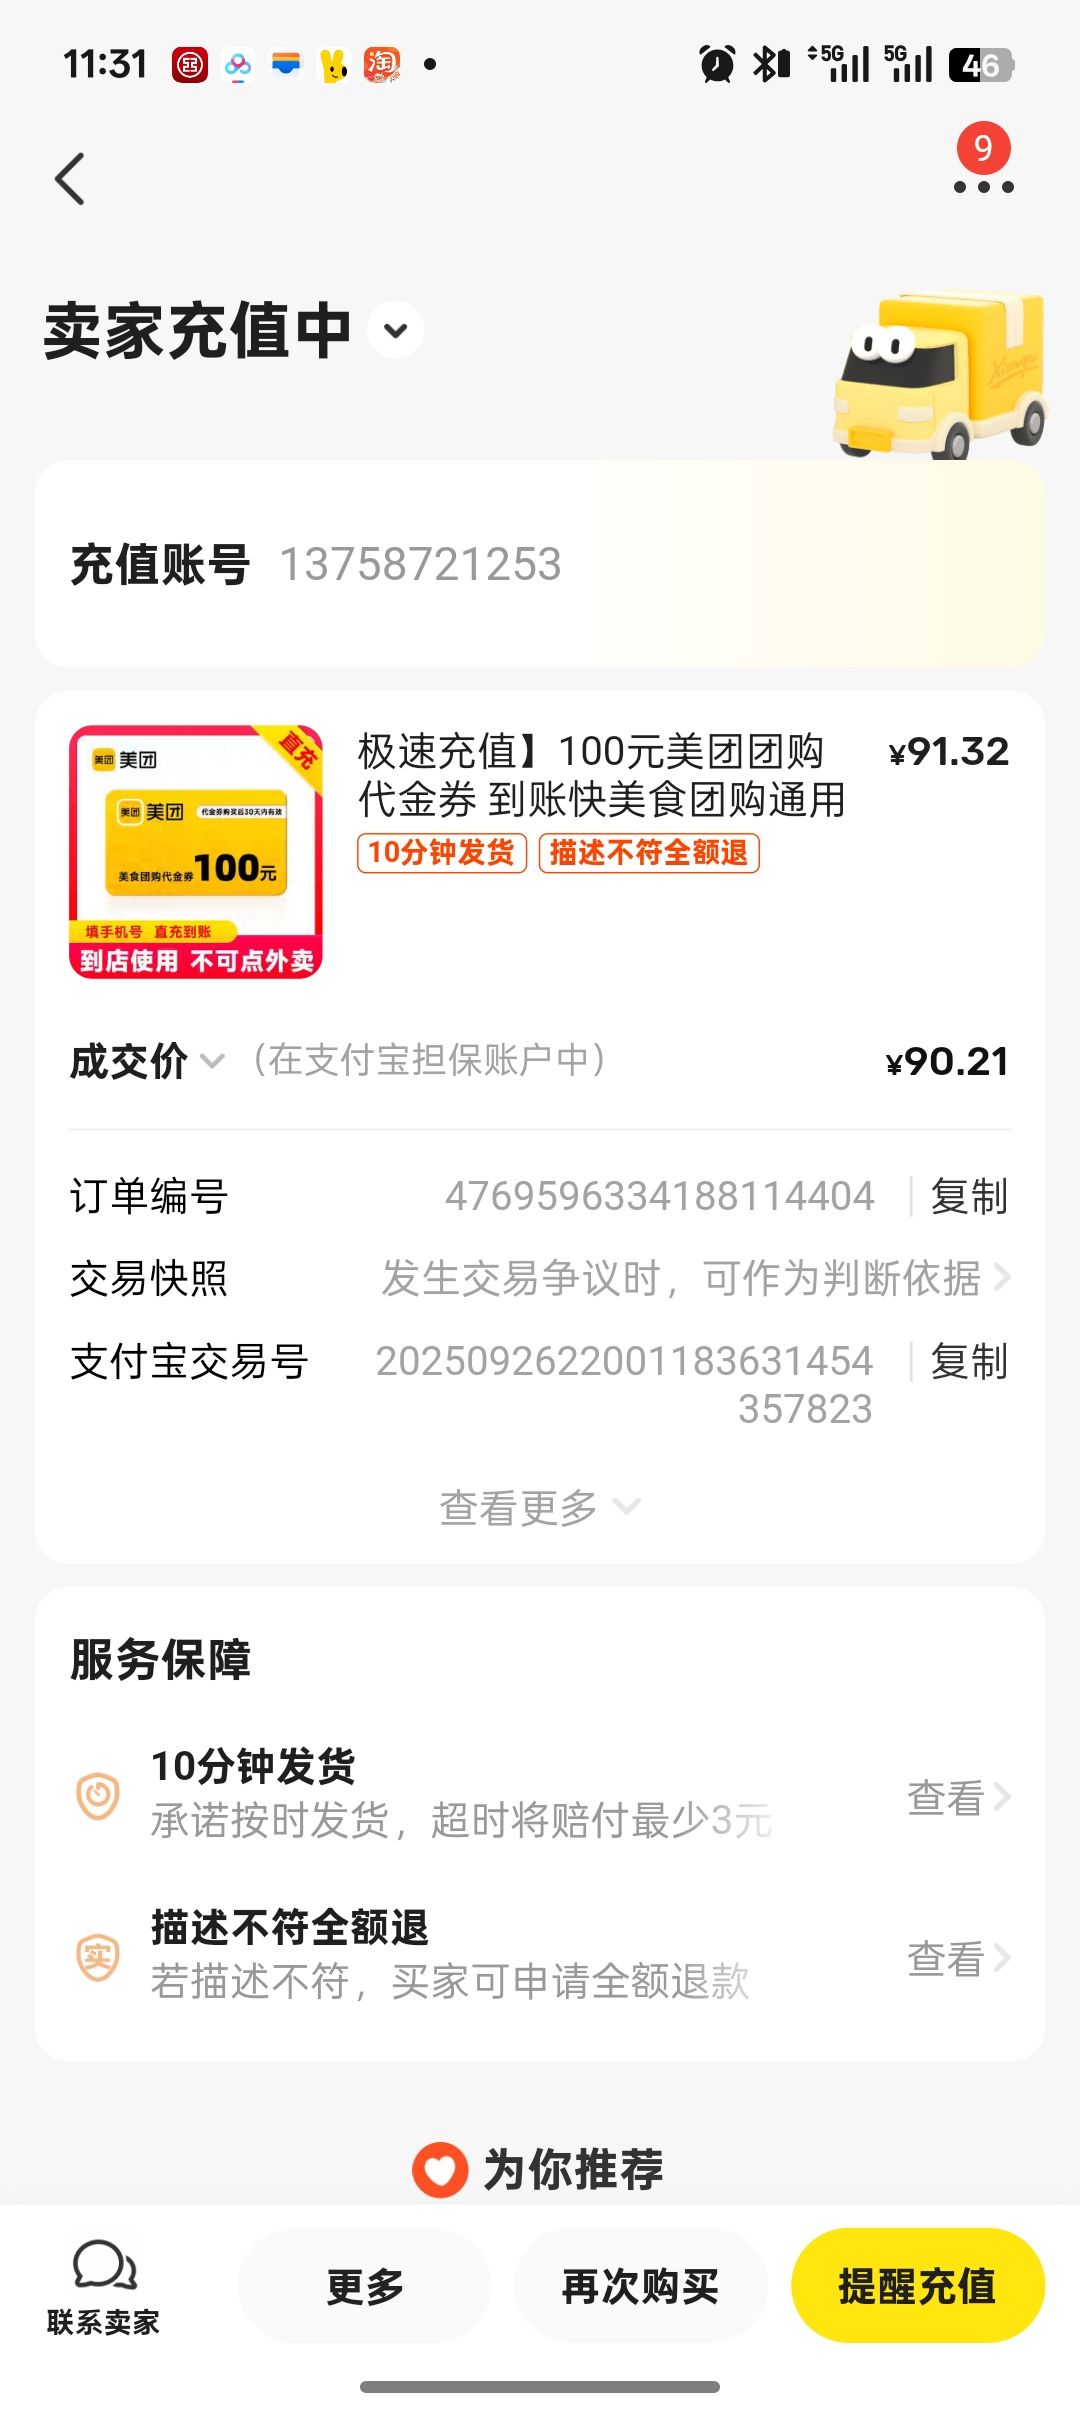 11:31
淘
5G
5G
46
9
卖家充值中
Xianyu
充值账号 13758721253
极速充值】100元美团团购
代金券 到账快美食团购通用
¥91.32
10分钟发货 描述不符全额退
直充
美团 美团
美团 美团 代金券购买后30天内有效
美食团购代金券100元
填手机号 直充到账
到店使用 不可点外卖
成交价 （在支付宝担保账户中） ¥90.21
订单编号 4769596334188114404 复制
交易快照 发生交易争议时，可作为判断依据
支付宝交易号 2025092622001183631454 复制
357823
查看更多
服务保障
10分钟发货
承诺按时发货，超时将赔付最少3元
查看
实
描述不符全额退
若描述不符，买家可申请全额退款
查看
为你推荐
联系卖家
更多
再次购买
提醒充值